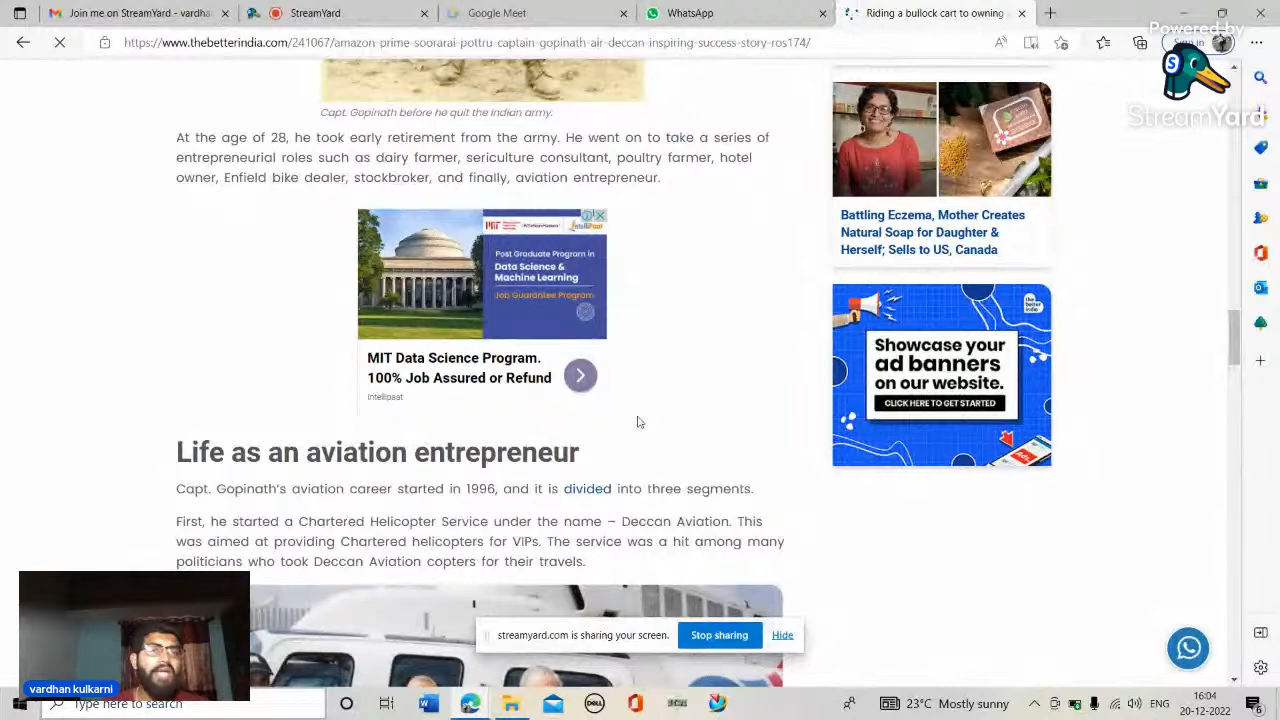 Join me on StreamYard - vardha
StreamYard
Google Meet
WhatsApp
Riding a bullock cart to Canada
https://www.thebetterindia.com/241067/amazon-prime-soorarai-pottru-captain-gopinath-air-deccan-inspiring-success-story-ros174/
Sign in
Powered by
StreamYard
Capt. Gopinath before he quit the Indian army.
At the age of 28, he took early retirement from the army. He went on to take a series of
entrepreneurial roles such as dairy farmer, sericulture consultant, poultry farmer, hotel
owner, Enfield bike dealer, stockbroker, and finally, aviation entrepreneur.
Post Graduate Program in
Data Science &
Machine Learning
Job Guarantee Program
MIT Data Science Program.
100% Job Assured or Refund
Intellipaat
Life as an aviation entrepreneur
Capt. Gopinath's aviation career started in 1996, and it is divided into three segments.
First, he started a Chartered Helicopter Service under the name – Deccan Aviation. This
was aimed at providing Chartered helicopters for VIPs. The service was a hit among many
politicians who took Deccan Aviation copters for their travels.
Battling Eczema, Mother Creates
Natural Soap for Daughter &
Herself; Sells to US, Canada
the better india
Showcase your
ad banners
on our website.
CLICK HERE TO GET STARTED
Ads
streamyard.com is sharing your screen.
Stop sharing
Hide
vardhan kulkarni
Type here to search
23°C Mostly sunny
16:04
20-12-2022
6